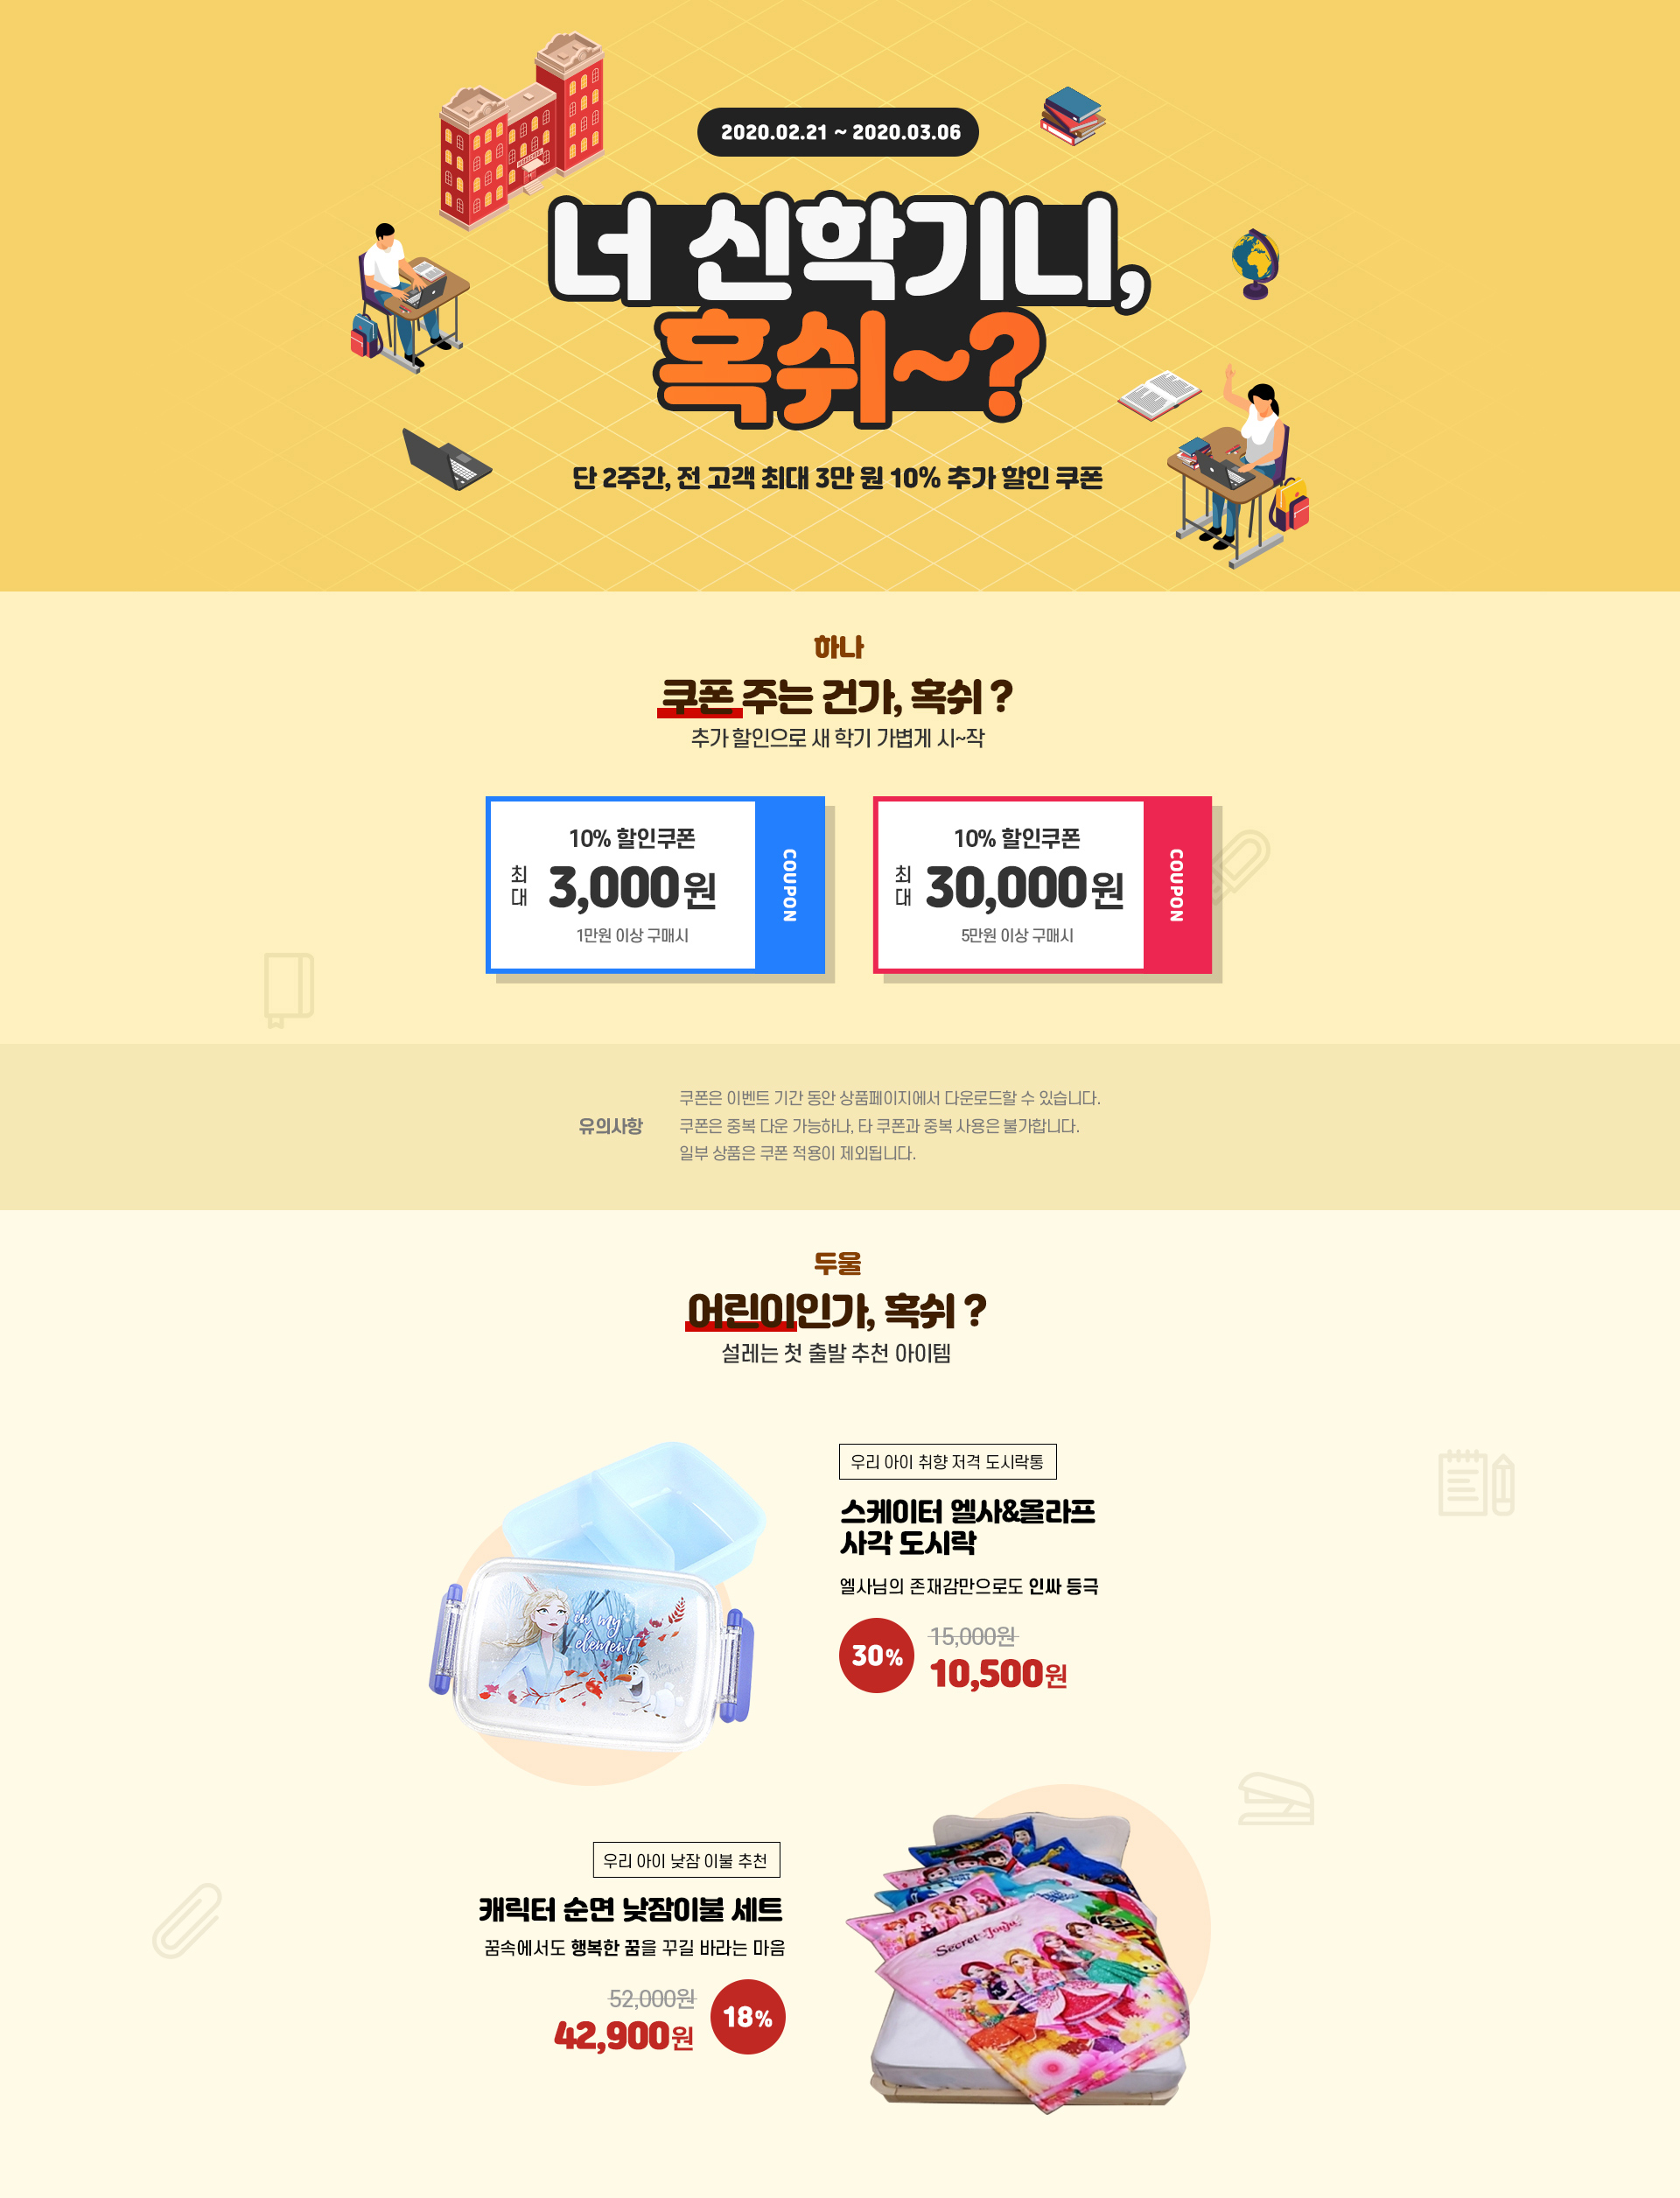 2020.02.21 ~ 2020.03.06
너 신학기니,
혹쉬~?
단 2주간, 전 고객 최대 3만 원 10% 추가 할인 쿠폰
하나
쿠폰 주는 건가, 혹쉬 ?
추가 할인으로 새 학기 가볍게 시~작
10% 할인쿠폰
최대 3,000원
1만원 이상 구매시
COUPON
10% 할인쿠폰
최대 30,000원
5만원 이상 구매시
COUPON
유의사항
쿠폰은 이벤트 기간 동안 상품페이지에서 다운로드할 수 있습니다.
쿠폰은 중복 다운 가능하나, 타 쿠폰과 중복 사용은 불가합니다.
일부 상품은 쿠폰 적용이 제외됩니다.
두울
어린이인가, 혹쉬 ?
설레는 첫 출발 추천 아이템
우리 아이 취향 저격 도시락통
스케이터 엘사&올라프
사각 도시락
엘사님의 존재감만으로도 인싸 등극
30%
15,000원
10,500원
in my
element
우리 아이 낮잠 이불 추천
캐릭터 순면 낮잠이불 세트
꿈속에서도 행복한 꿈을 꾸길 바라는 마음
52,000원
42,900원
18%
Secret Jouju